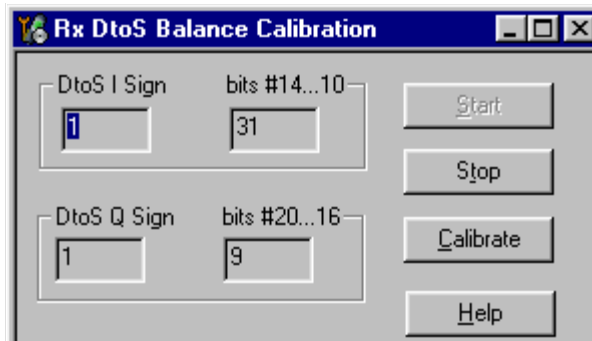 Rx DtoS Balance Calibration
DtoS I Sign bits #14...10
1 31
Start
Stop
DtoS Q Sign bits #20...16
1 9
Calibrate
Help